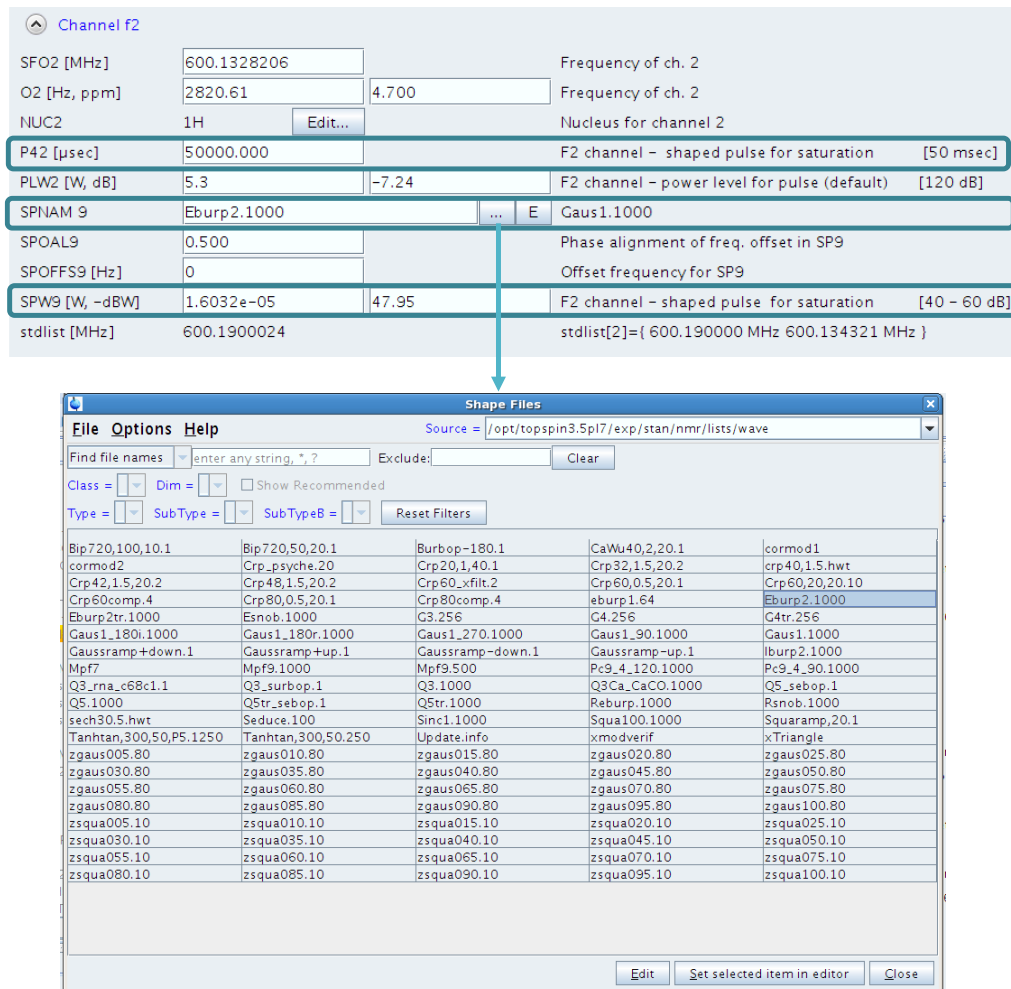 Channel f2
SFO2 [MHz] 600.1328206 Frequency of ch. 2
O2 [Hz, ppm] 2820.61 4.700 Frequency of ch. 2
NUC2 1H Edit... Nucleus for channel 2
P42 [µsec] 50000.000 F2 channel – shaped pulse for saturation [50 msec]
PLW2 [W, dB] 5.3 -7.24 F2 channel – power level for pulse (default) [120 dB]
SPNAM 9 Eburp2.1000 ... E Gaus1.1000
SPOAL9 0.500 Phase alignment of freq. offset in SP9
SPOFFS9 [Hz] 0 Offset frequency for SP9
SPW9 [W, -dBW] 1.6032e-05 47.95 F2 channel – shaped pulse for saturation [40 – 60 dB]
stdlist [MHz] 600.1900024 stdlist[2]={ 600.190000 MHz 600.134321 MHz }
Shape Files
File Options Help Source = /opt/topspin3.5pl7/exp/stan/nmr/lists/wave
Find file names enter any string, *, ? Exclude: Clear
Class = Dim = Show Recommended
Type = SubType = SubTypeB = Reset Filters
Bip720,100,10.1 Bip720,50,20.1 Burbop-180.1 CaWu40,2,20.1 cormod1
cormod2 Crp_psyche.20 Crp20,1,40.1 Crp32,1.5,20.2 crp40,1.5.hwt
Crp42,1.5,20.2 Crp48,1.5,20.2 Crp60_xfilt.2 Crp60,0.5,20.1 Crp60,20,20.10
Crp60comp.4 Crp80,0.5,20.1 Crp80comp.4 eburp1.64 Eburp2.1000
Eburp2tr.1000 Esnob.1000 G3.256 G4.256 G4tr.256
Gaus1_180i.1000 Gaus1_180r.1000 Gaus1_270.1000 Gaus1_90.1000 Gaus1.1000
Gaussramp+down.1 Gaussramp+up.1 Gaussramp-down.1 Gaussramp-up.1 Iburp2.1000
Mpf7 Mpf9.1000 Mpf9.500 Pc9_4_120.1000 Pc9_4_90.1000
Q3_rna_c68c1.1 Q3_surbop.1 Q3.1000 Q3Ca_CaCO.1000 Q5_sebop.1
Q5.1000 Q5tr_sebop.1 Q5tr.1000 Reburp.1000 Rsnob.1000
sech30.5.hwt Seduce.100 Sinc1.1000 Squa100.1000 Squaramp,20.1
Tanhtan,300,50,P5.1250 Tanhtan,300,50.250 Update.info xmodverif xTriangle
zgaus005.80 zgaus010.80 zgaus015.80 zgaus020.80 zgaus025.80
zgaus030.80 zgaus035.80 zgaus040.80 zgaus045.80 zgaus050.80
zgaus055.80 zgaus060.80 zgaus065.80 zgaus070.80 zgaus075.80
zgaus080.80 zgaus085.80 zgaus090.80 zgaus095.80 zgaus100.80
zsqua005.10 zsqua010.10 zsqua015.10 zsqua020.10 zsqua025.10
zsqua030.10 zsqua035.10 zsqua040.10 zsqua045.10 zsqua050.10
zsqua055.10 zsqua060.10 zsqua065.10 zsqua070.10 zsqua075.10
zsqua080.10 zsqua085.10 zsqua090.10 zsqua095.10 zsqua100.10
Edit Set selected item in editor Close